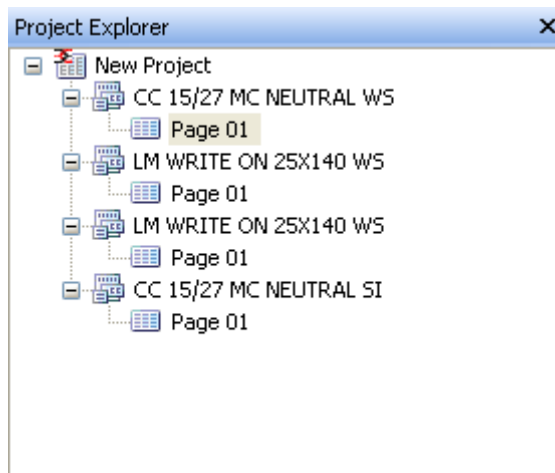 Project Explorer
New Project
CC 15/27 MC NEUTRAL WS
Page 01
LM WRITE ON 25X140 WS
Page 01
LM WRITE ON 25X140 WS
Page 01
CC 15/27 MC NEUTRAL SI
Page 01